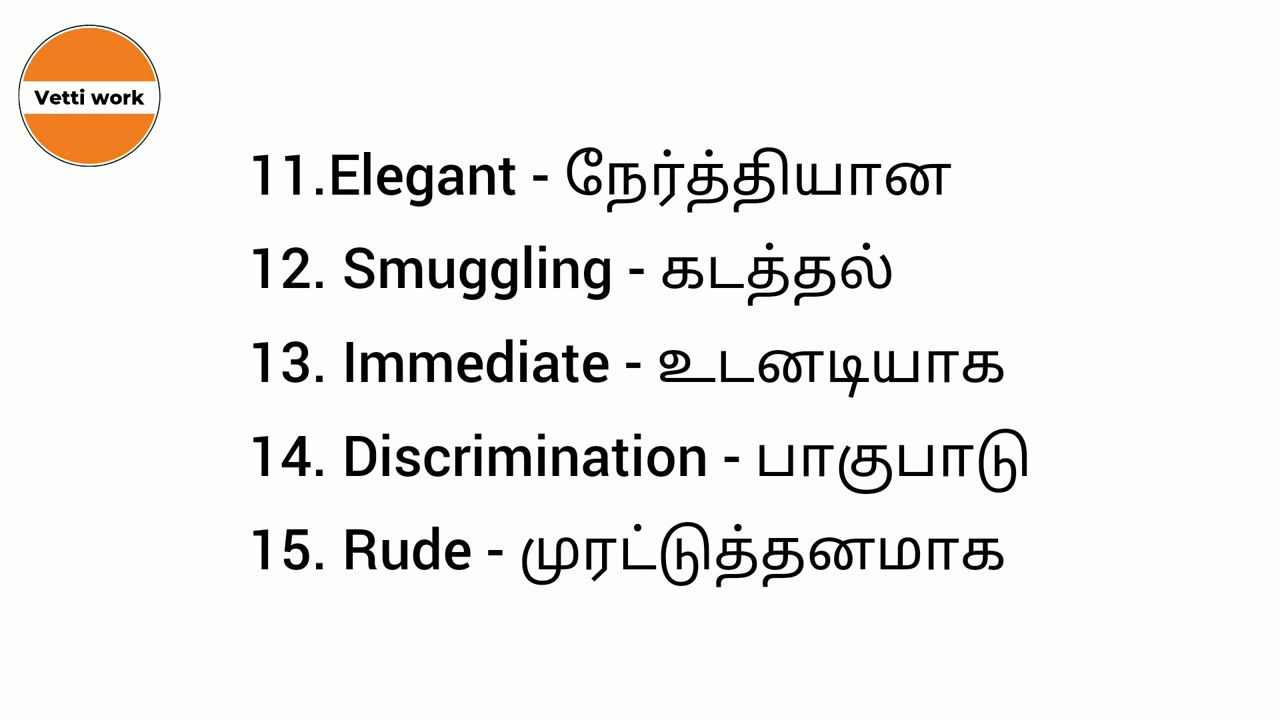 Vetti work
11.Elegant - நேர்த்தியான
12. Smuggling - கடத்தல்
13. Immediate - உடனடியாக
14. Discrimination - பாகுபாடு
15. Rude - முரட்டுத்தனமாக